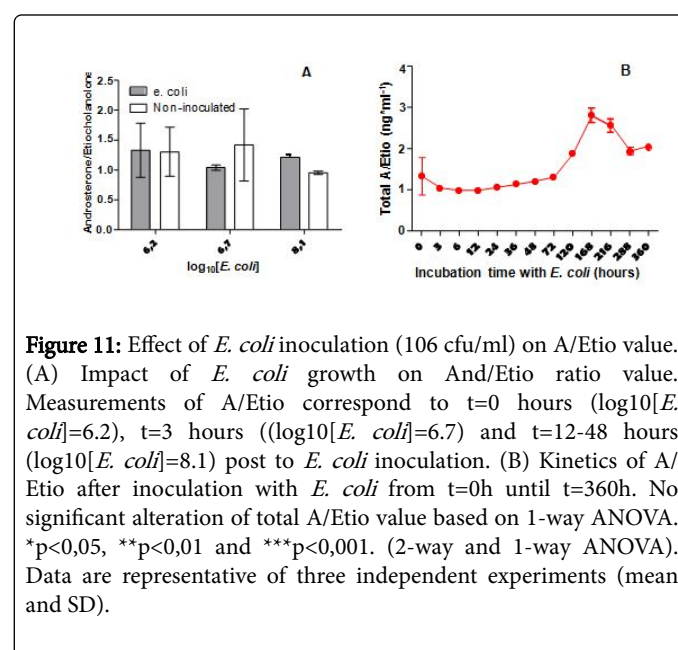 A
B
e. coli
Non-inoculated
Androsterone/Etiocholanolone
2.5
2.0
1.5
1.0
0.5
0.0
6,2
6,7
8,1
log10[E. coli]
Total A/Etio (ng*ml-1)
4
3
2
1
0
0
3
6
12
24
36
48
72
120
168
216
288
360
Incubation time with E. coli (hours)
Figure 11: Effect of E. coli inoculation (106 cfu/ml) on A/Etio value.
(A) Impact of E. coli growth on And/Etio ratio value.
Measurements of A/Etio correspond to t=0 hours (log10[E.
coli]=6.2), t=3 hours ((log10[E. coli]=6.7) and t=12-48 hours
(log10[E. coli]=8.1) post to E. coli inoculation. (B) Kinetics of A/
Etio after inoculation with E. coli from t=0h until t=360h. No
significant alteration of total A/Etio value based on 1-way ANOVA.
*p<0,05, **p<0,01 and ***p<0,001. (2-way and 1-way ANOVA).
Data are representative of three independent experiments (mean
and SD).